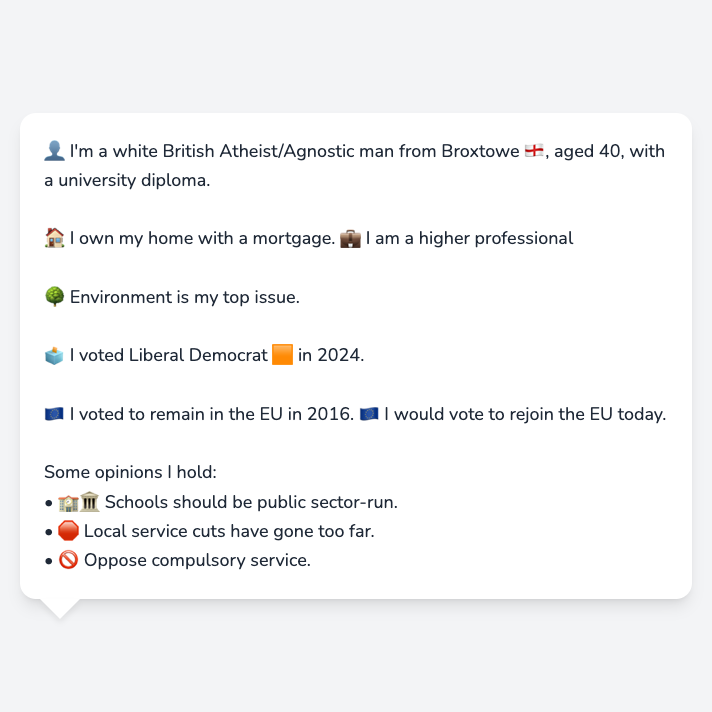 👤 I'm a white British Atheist/Agnostic man from Broxtowe 🏴󠁧󠁢󠁥󠁮󠁧󠁿, aged 40, with
a university diploma.
🏠 I own my home with a mortgage. 💼 I am a higher professional
🌳 Environment is my top issue.
🗳️ I voted Liberal Democrat 🟧 in 2024.
🇪🇺 I voted to remain in the EU in 2016. 🇪🇺 I would vote to rejoin the EU today.
Some opinions I hold:
• 🏫🏛️ Schools should be public sector-run.
• 🛑 Local service cuts have gone too far.
• 🚫 Oppose compulsory service.